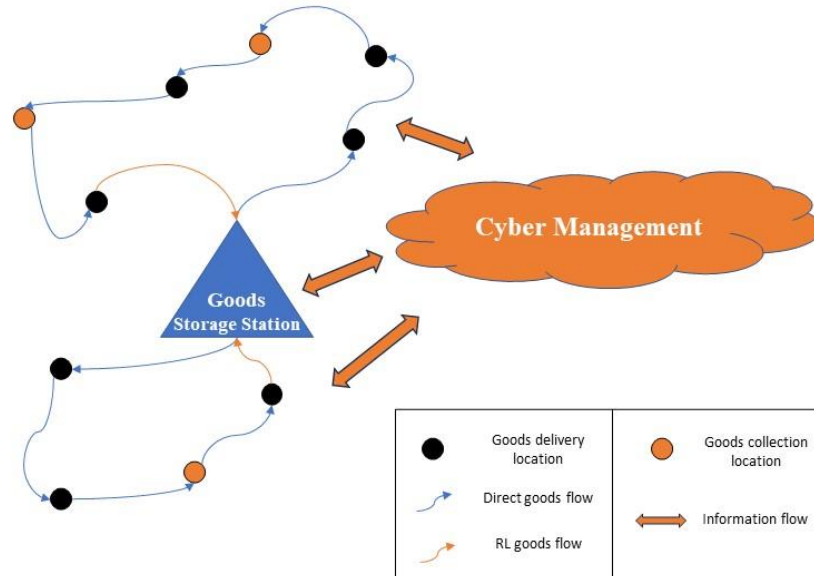 Cyber Management
Goods
Storage Station
Goods delivery
location
Direct goods flow
RL goods flow
Goods collection
location
Information flow